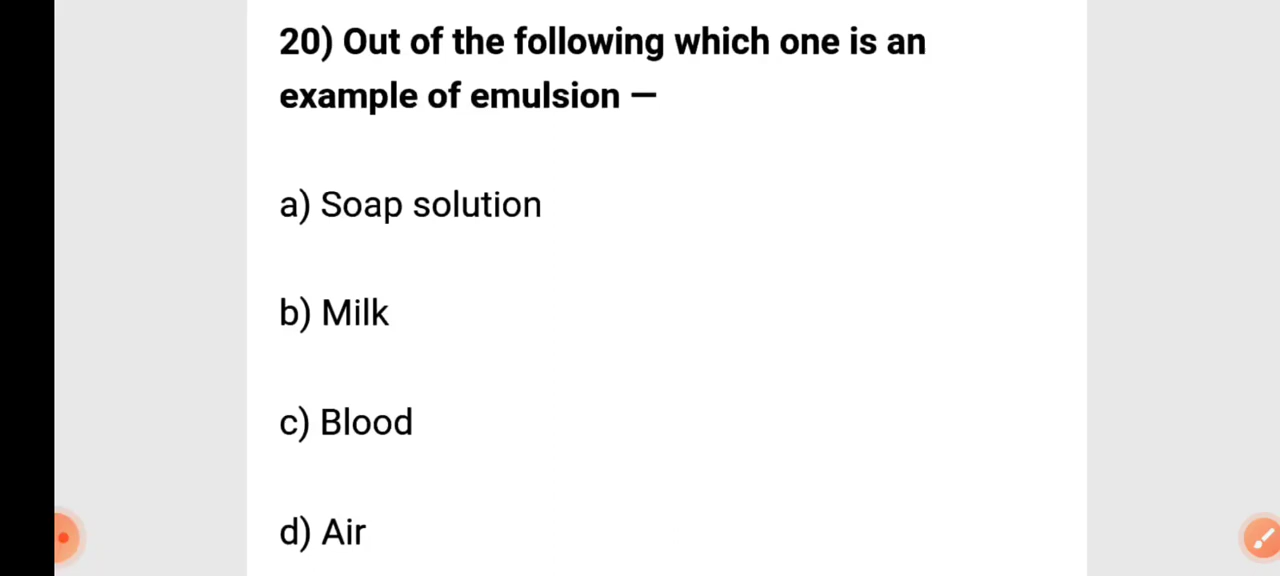 20) Out of the following which one is an
example of emulsion —
a) Soap solution
b) Milk
c) Blood
d) Air